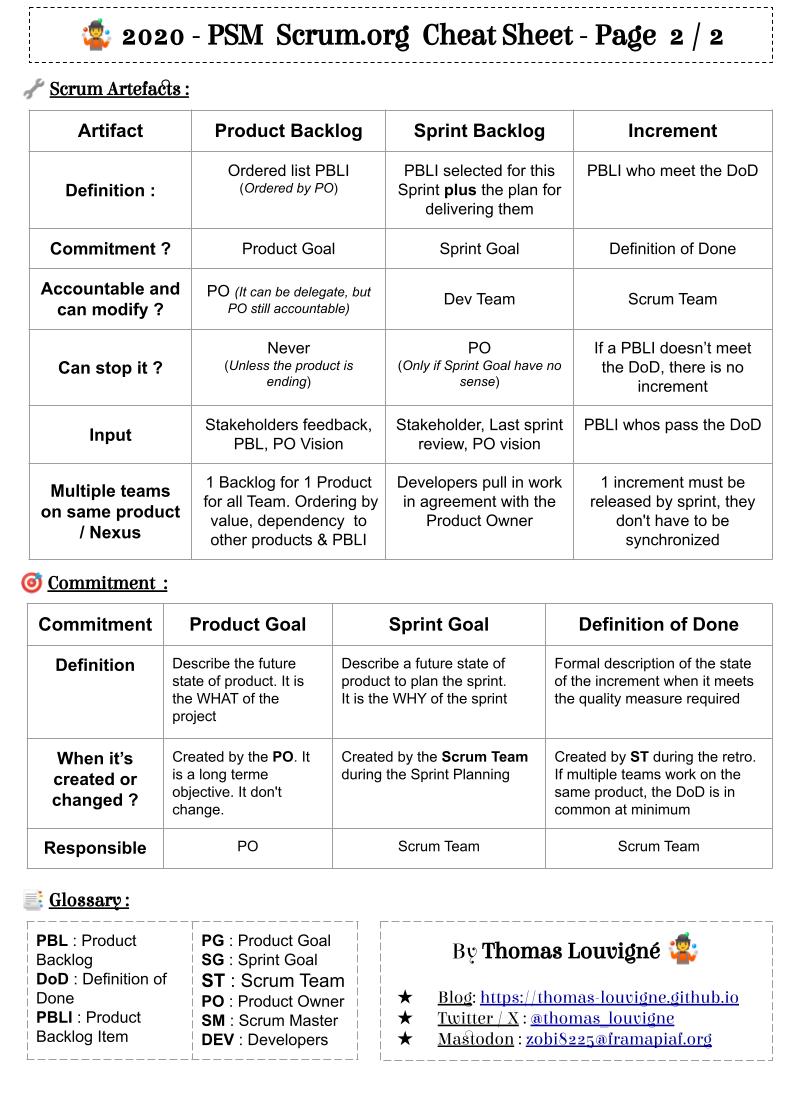 2020 - PSM Scrum.org Cheat Sheet - Page 2 / 2
Scrum Artefacts :
Artifact
Product Backlog
Sprint Backlog
Increment
Definition :
Ordered list PBLI
(Ordered by PO)
PBLI selected for this
Sprint plus the plan for
delivering them
PBLI who meet the DoD
Commitment ?
Product Goal
Sprint Goal
Definition of Done
Accountable and
can modify ?
PO (It can be delegate, but
PO still accountable)
Dev Team
Scrum Team
Can stop it ?
Never
(Unless the product is
ending)
PO
(Only if Sprint Goal have no
sense)
If a PBLI doesn't meet
the DoD, there is no
increment
Input
Stakeholders feedback,
PBL, PO Vision
Stakeholder, Last sprint
review, PO vision
PBLI whos pass the DoD
Multiple teams
on same product
/ Nexus
1 Backlog for 1 Product
for all Team. Ordering by
value, dependency to
other products & PBLI
Developers pull in work
in agreement with the
Product Owner
1 increment must be
released by sprint, they
don't have to be
synchronized
Commitment :
Commitment
Product Goal
Sprint Goal
Definition of Done
Definition
Describe the future
state of product. It is
the WHAT of the
project
Describe a future state of
product to plan the sprint.
It is the WHY of the sprint
Formal description of the state
of the increment when it meets
the quality measure required
When it's
created or
changed ?
Created by the PO. It
is a long terme
objective. It don't
change.
Created by the Scrum Team
during the Sprint Planning
Created by ST during the retro.
If multiple teams work on the
same product, the DoD is in
common at minimum
Responsible
PO
Scrum Team
Scrum Team
Glossary :
PBL : Product
Backlog
DoD : Definition of
Done
PBLI : Product
Backlog Item
PG : Product Goal
SG : Sprint Goal
ST : Scrum Team
PO : Product Owner
SM : Scrum Master
DEV : Developers
By Thomas Louvigné
★ Blog: https://thomas-louvigne.github.io
★ Twitter / X : @thomas_louvigne
★ Mastodon : zobi8225@framapiaf.org